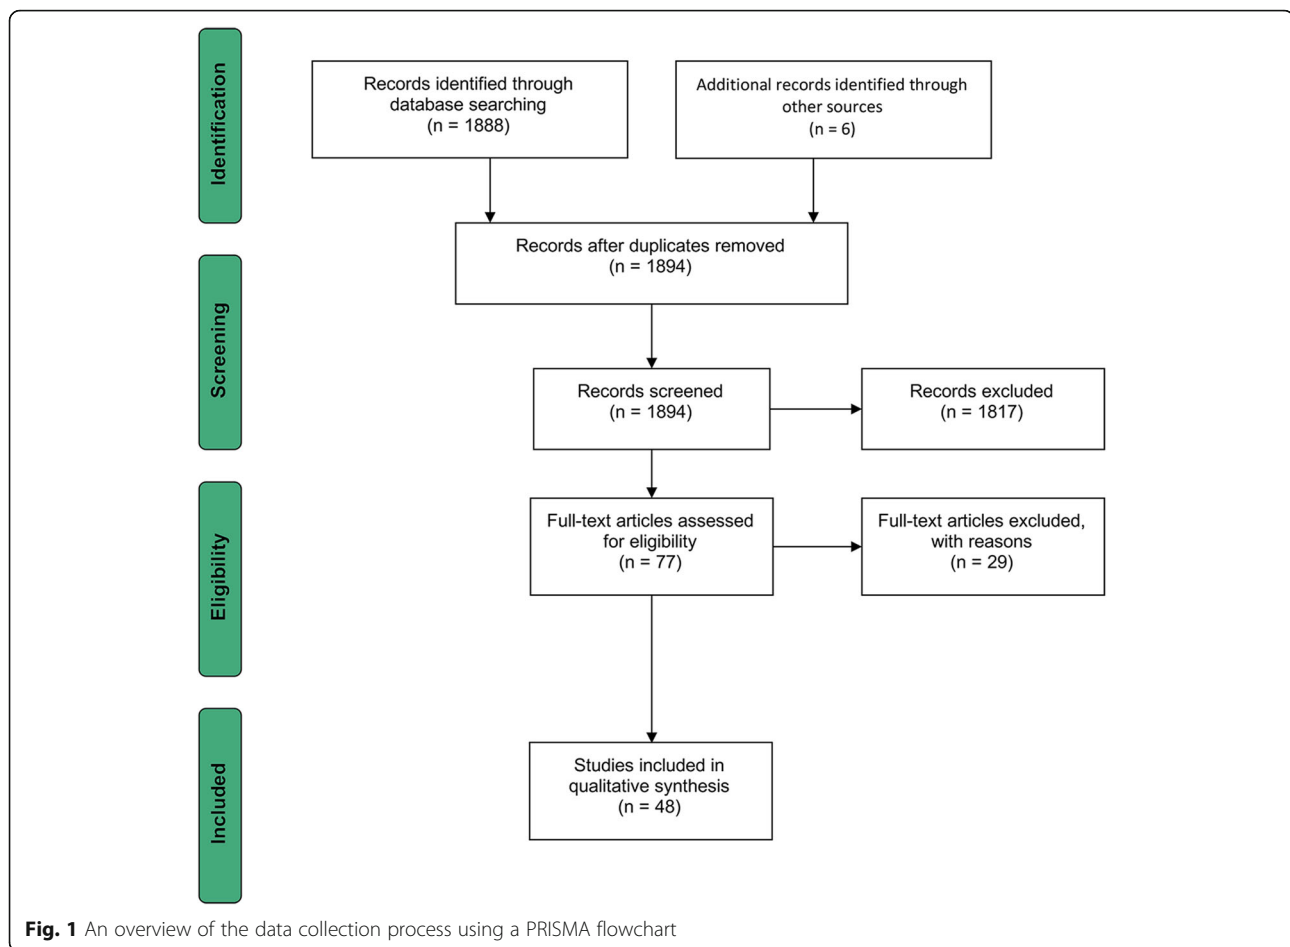 Identification
Records identified through
database searching
(n = 1888)
Additional records identified through
other sources
(n = 6)
Records after duplicates removed
(n = 1894)
Screening
Records screened
(n = 1894)
Records excluded
(n = 1817)
Eligibility
Full-text articles assessed
for eligibility
(n = 77)
Full-text articles excluded,
with reasons
(n = 29)
Included
Studies included in
qualitative synthesis
(n = 48)
Fig. 1 An overview of the data collection process using a PRISMA flowchart